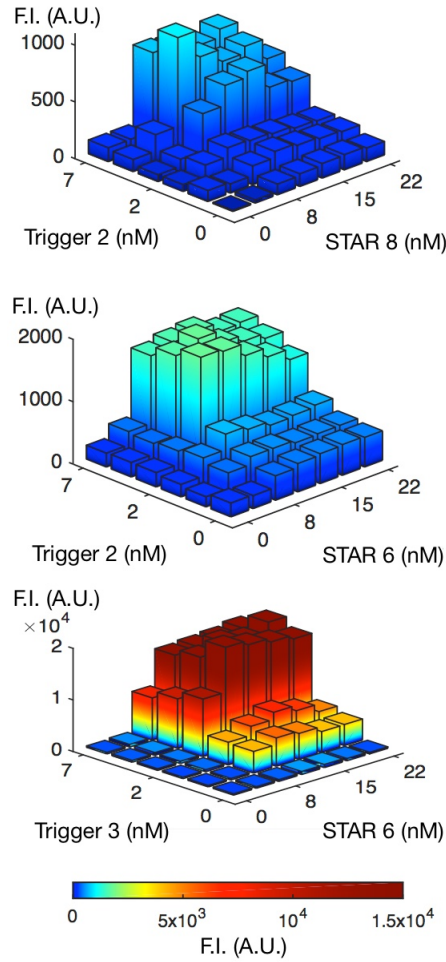 F.I. (A.U.)
1000
500
0
7
2
0
0
8
15
22
Trigger 2 (nM)
STAR 8 (nM)
F.I. (A.U.)
2000
1000
0
7
2
0
0
8
15
22
Trigger 2 (nM)
STAR 6 (nM)
F.I. (A.U.)
× 10⁴
2
1
0
7
2
0
0
8
15
22
Trigger 3 (nM)
STAR 6 (nM)
0 5x10³ 10⁴ 1.5x10⁴
F.I. (A.U.)